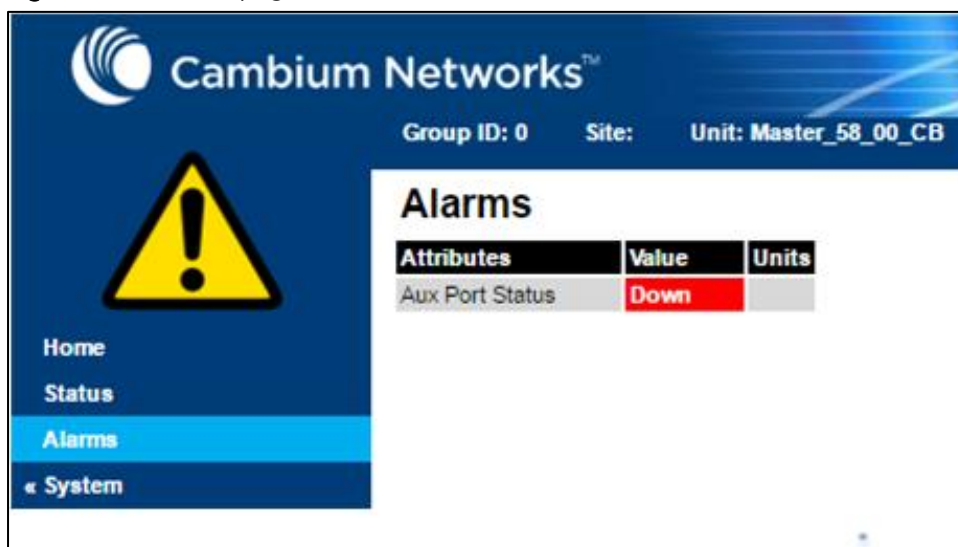 Cambium Networks™
Group ID: 0 Site: Unit: Master_58_00_CB
Alarms
Attributes Value Units
Aux Port Status Down
Home
Status
Alarms
« System